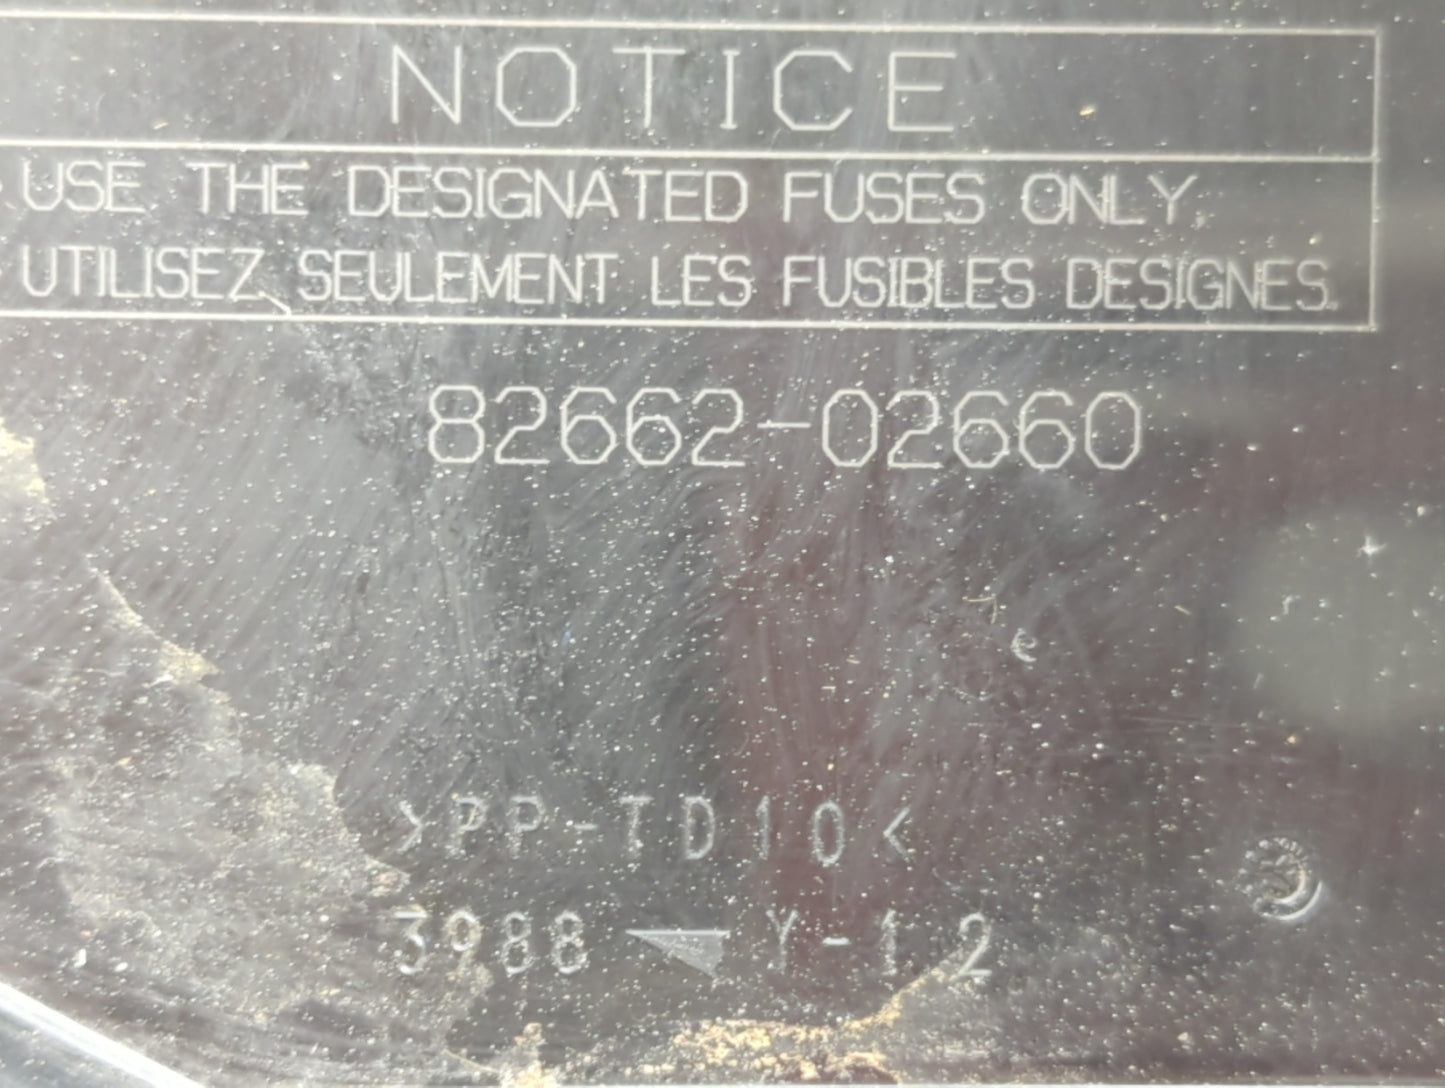 NOTICE
USE THE DESIGNATED FUSES ONLY.
UTILISEZ SEULEMENT LES FUSIBLES DESIGNES.
82662-02660
>PP-TD10<
3988 Y-12